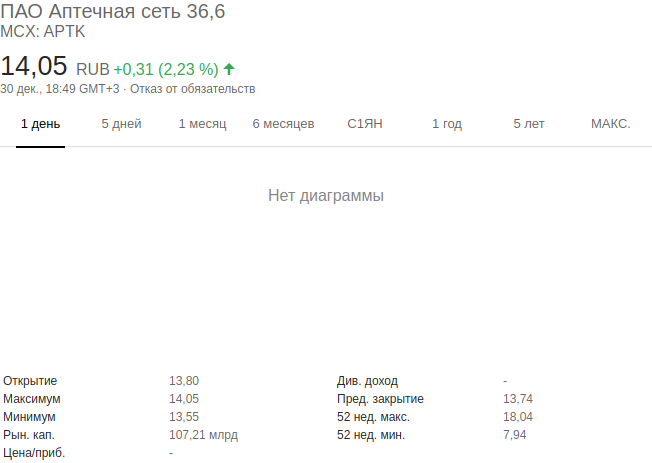 ПАО Аптечная сеть 36,6
MCX: APTK
14,05 RUB +0,31 (2,23 %)
30 дек., 18:49 GMT+3 · Отказ от обязательств
1 день 5 дней 1 месяц 6 месяцев С1ЯН 1 год 5 лет МАКС.
Нет диаграммы
Открытие 13,80 Див. доход -
Максимум 14,05 Пред. закрытие 13,74
Минимум 13,55 52 нед. макс. 18,04
Рын. кап. 107,21 млрд 52 нед. мин. 7,94
Цена/приб. -